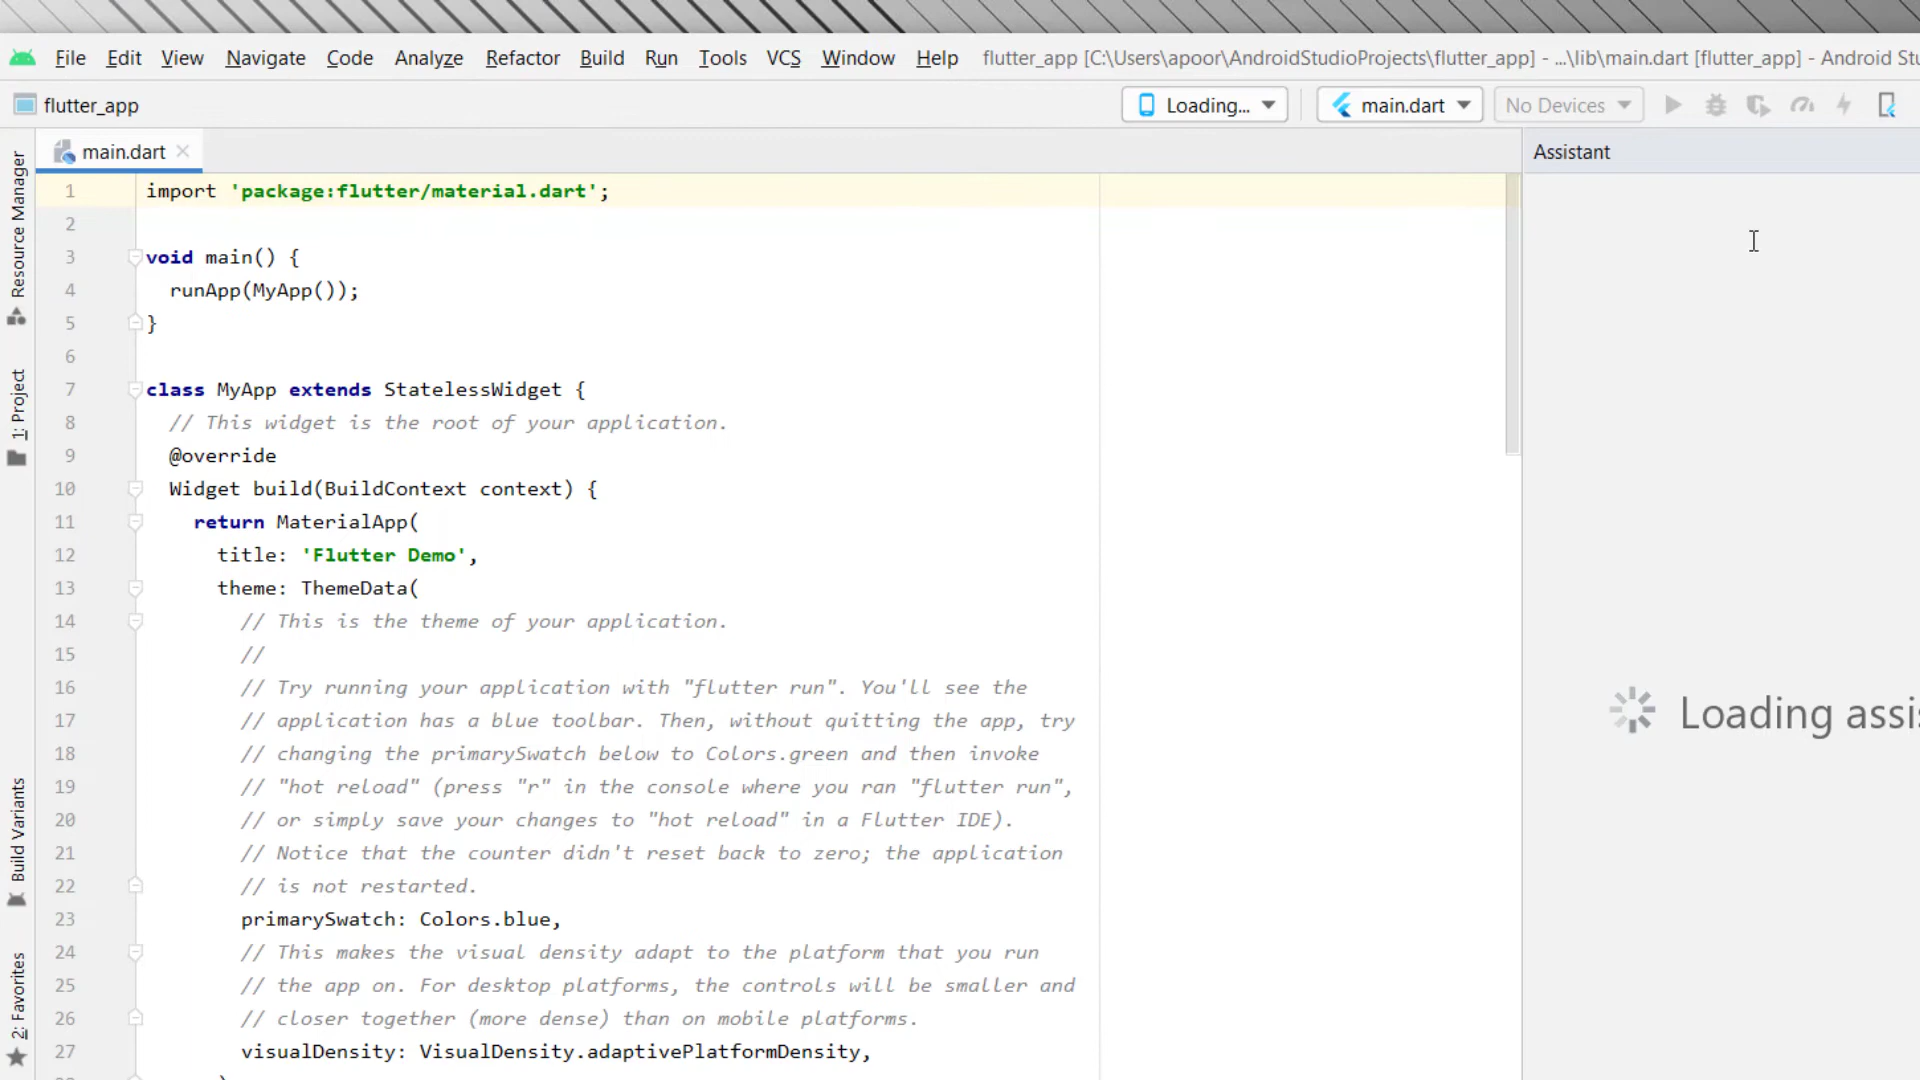 File Edit View Navigate Code Analyze Refactor Build Run Tools VCS Window Help flutter_app [C:\Users\apoor\AndroidStudioProjects\flutter_app] - ...\lib\main.dart [flutter_app] - Android
flutter_app Loading... main.dart No Devices
main.dart
Assistant
Resource Manager
1: Project
Build Variants
2: Favorites
1 import 'package:flutter/material.dart';
2
3 void main() {
4 runApp(MyApp());
5 }
6
7 class MyApp extends StatelessWidget {
8 // This widget is the root of your application.
9 @override
10 Widget build(BuildContext context) {
11 return MaterialApp(
12 title: 'Flutter Demo',
13 theme: ThemeData(
14 // This is the theme of your application.
15 //
16 // Try running your application with "flutter run". You'll see the
17 // application has a blue toolbar. Then, without quitting the app, try
18 // changing the primarySwatch below to Colors.green and then invoke
19 // "hot reload" (press "r" in the console where you ran "flutter run",
20 // or simply save your changes to "hot reload" in a Flutter IDE).
21 // Notice that the counter didn't reset back to zero; the application
22 // is not restarted.
23 primarySwatch: Colors.blue,
24 // This makes the visual density adapt to the platform that you run
25 // the app on. For desktop platforms, the controls will be smaller and
26 // closer together (more dense) than on mobile platforms.
27 visualDensity: VisualDensity.adaptivePlatformDensity,
Loading